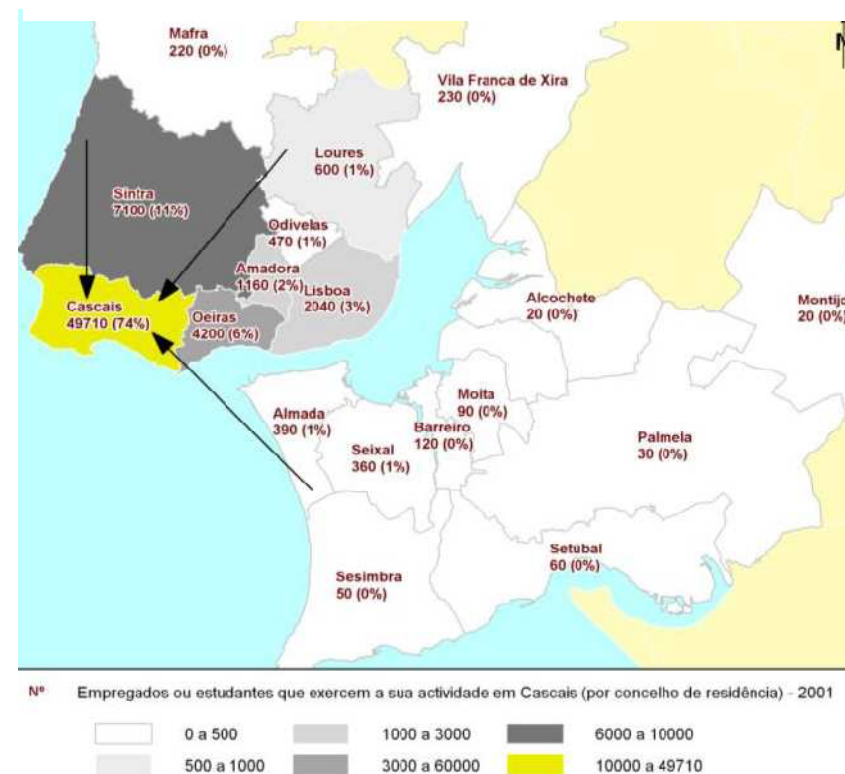 Mafra
220 (0%)
N
Vila Franca de Xira
230 (0%)
Loures
600 (1%)
Sintra
7100 (11%)
Odivelas
470 (1%)
Amadora
1160 (2%)
Lisboa
2040 (3%)
Cascais
49710 (74%)
Oeiras
4200 (6%)
Alcochete
20 (0%)
Montijo
20 (0%)
Almada
390 (1%)
Moita
90 (0%)
Barreiro
120 (0%)
Seixal
360 (1%)
Palmela
30 (0%)
Setubal
60 (0%)
Sesimbra
50 (0%)
Nº Empregados ou estudantes que exercem a sua actividade em Cascais (por concelho de residência) - 2001
0 a 500 1000 a 3000 6000 a 10000
500 a 1000 3000 a 60000 10000 a 49710